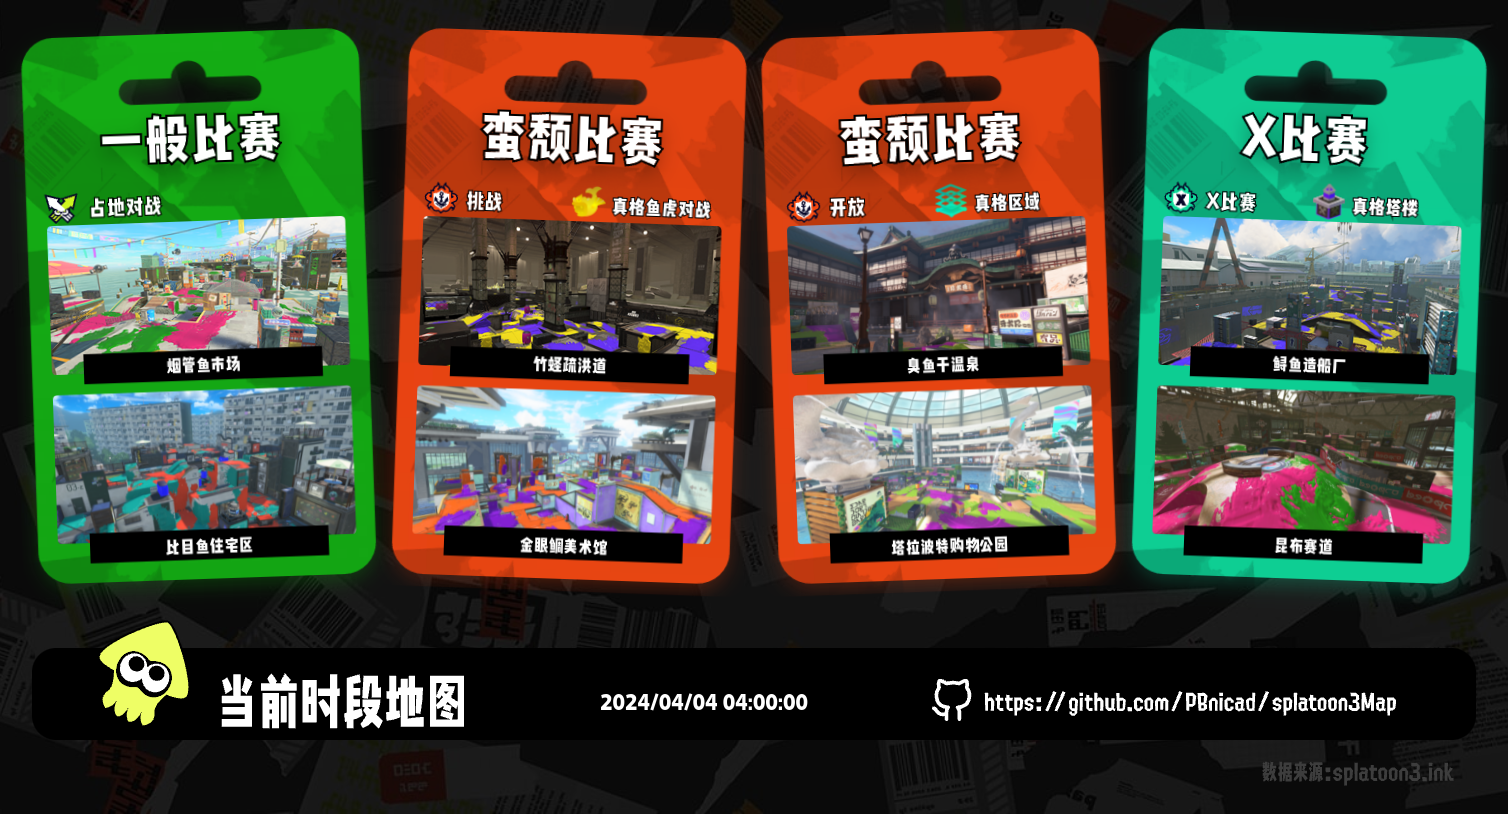 一般比赛
占地对战
烟管鱼市场
比目鱼住宅区
蛮颓比赛
挑战
真格鱼虎对战
竹蛏疏洪道
金眼鲷美术馆
蛮颓比赛
开放
真格区域
臭鱼干温泉
塔拉波特购物公园
X比赛
X比赛
真格塔楼
鲟鱼造船厂
昆布赛道
当前时段地图
2024/04/04 04:00:00
https://github.com/PBnicad/splatoon3Map
数据来源:splatoon3.ink